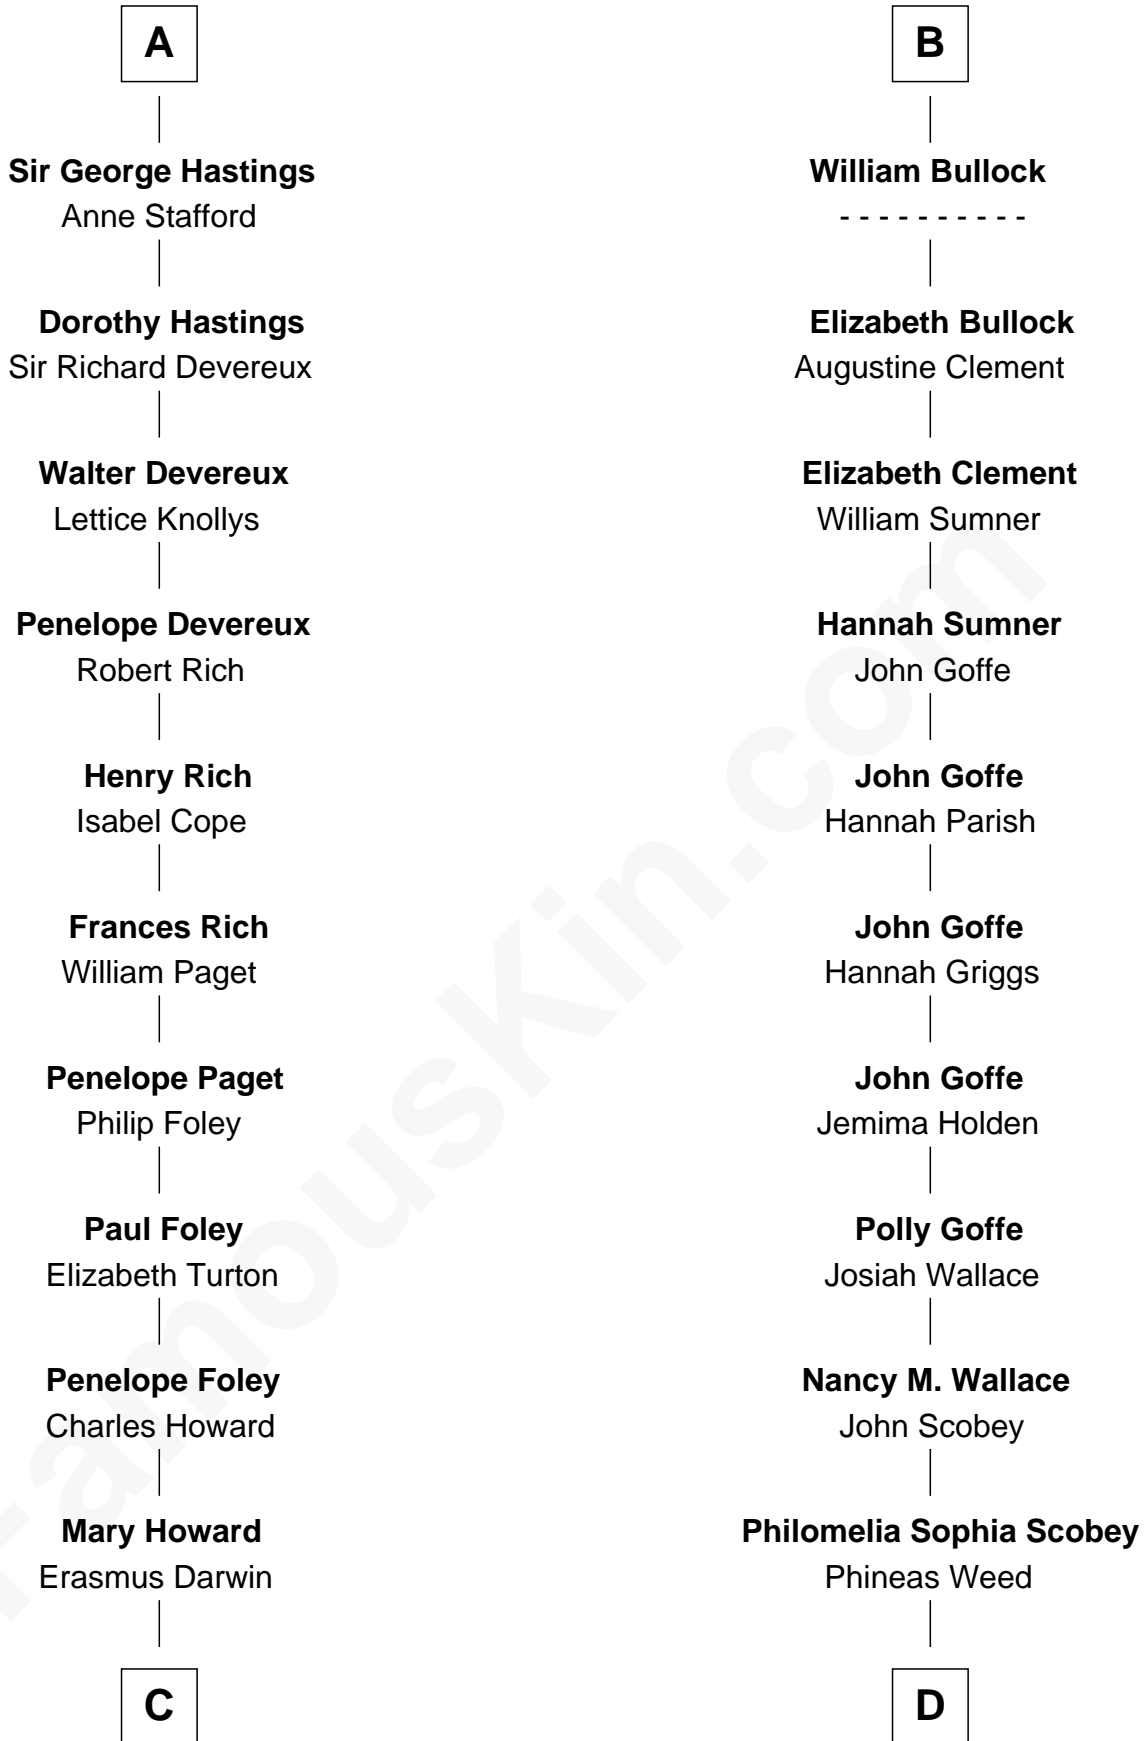 A
Sir George Hastings
Anne Stafford
Dorothy Hastings
Sir Richard Devereux
Walter Devereux
Lettice Knollys
Penelope Devereux
Robert Rich
Henry Rich
Isabel Cope
Frances Rich
William Paget
Penelope Paget
Philip Foley
Paul Foley
Elizabeth Turton
Penelope Foley
Charles Howard
Mary Howard
Erasmus Darwin
C
B
William Bullock
- - - - - - - - - -
Elizabeth Bullock
Augustine Clement
Elizabeth Clement
William Sumner
Hannah Sumner
John Goffe
John Goffe
Hannah Parish
John Goffe
Hannah Griggs
John Goffe
Jemima Holden
Polly Goffe
Josiah Wallace
Nancy M. Wallace
John Scobey
Philomelia Sophia Scobey
Phineas Weed
D
FamousKin.com